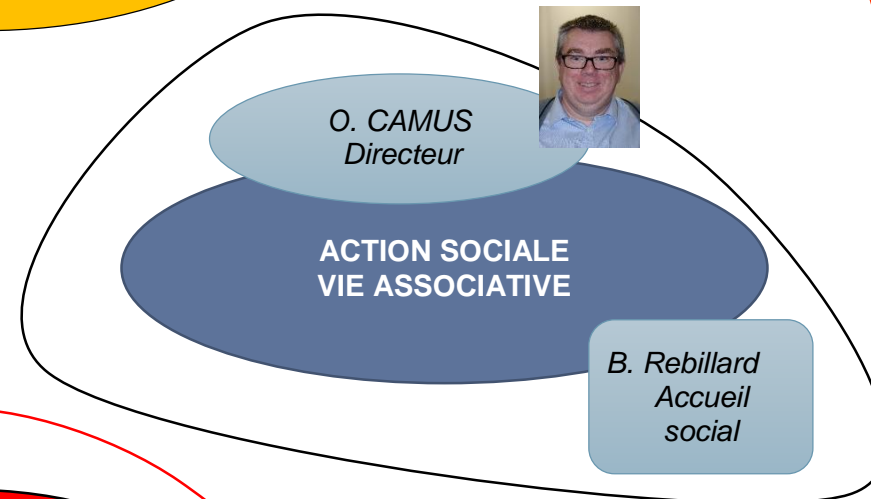 O. CAMUS
Directeur
ACTION SOCIALE
VIE ASSOCIATIVE
B. Rebillard
Accueil
social